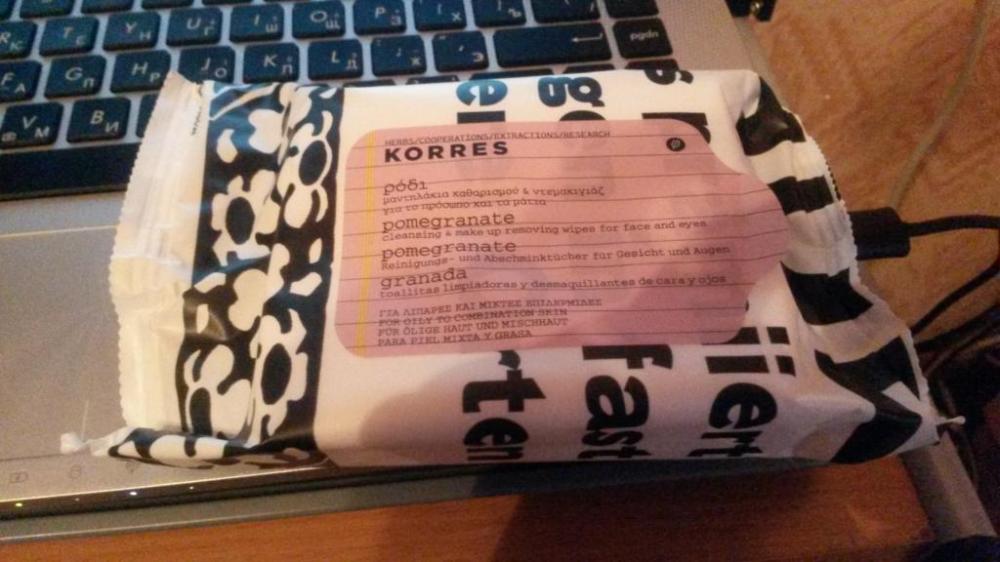 HERBS/COOPERATIONS/EXTRACTIONS/RESEARCH
KORRES
ρόδι
μαντηλάκια καθαρισμού & ντεμακιγιάζ
για το πρόσωπο και τα μάτια
pomegranate
cleansing & make up removing wipes for face and eyes
pomegranate
Reinigungs- und Abschminktücher für Gesicht und Augen
granada
toallitas limpiadoras y desmaquillantes de cara y ojos
ΓΙΑ ΛΙΠΑΡΕΣ ΚΑΙ ΜΙΚΤΕΣ ΕΠΙΔΕΡΜΙΔΕΣ
FOR OILY TO COMBINATION SKIN
FÜR ÖLIGE HAUT UND MISCHHAUT
PARA PIEL MIXTA Y GRASA
rten
fast
iert
pgdn